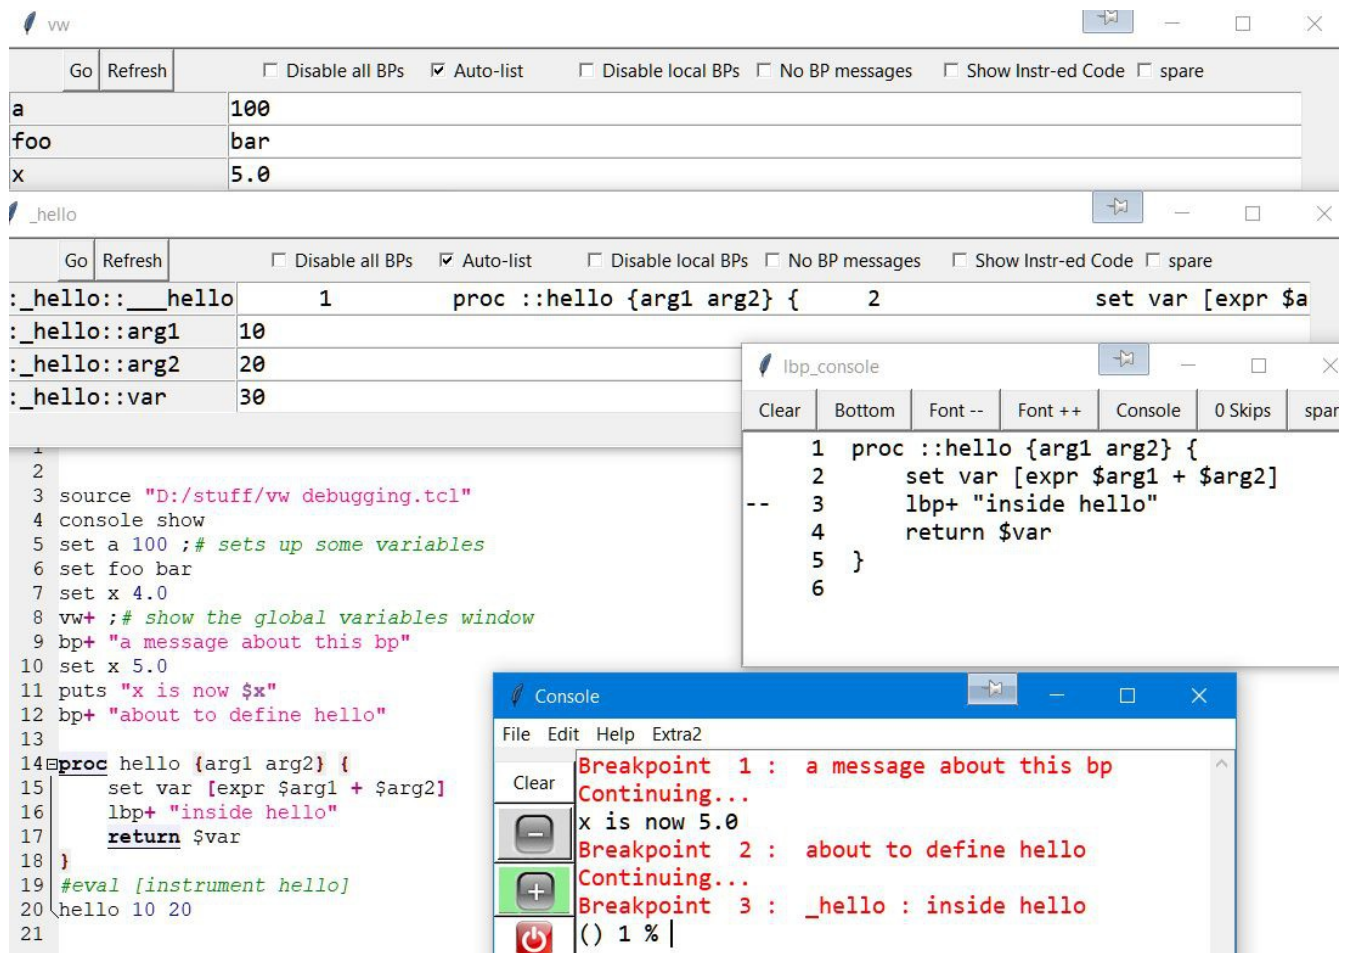 vw
Go Refresh Disable all BPs Auto-list Disable local BPs No BP messages Show Instr-ed Code spare
a 100
foo bar
x 5.0
_hello
Go Refresh Disable all BPs Auto-list Disable local BPs No BP messages Show Instr-ed Code spare
:_hello::___hello 1 proc ::hello {arg1 arg2} { 2 set var [expr $a
:_hello::arg1 10
:_hello::arg2 20
:_hello::var 30
lbp_console
Clear Bottom Font -- Font ++ Console 0 Skips spar
1 proc ::hello {arg1 arg2} {
2 set var [expr $arg1 + $arg2]
-- 3 lbp+ "inside hello"
4 return $var
5 }
6
1
2
3 source "D:/stuff/vw debugging.tcl"
4 console show
5 set a 100 ;# sets up some variables
6 set foo bar
7 set x 4.0
8 vw+ ;# show the global variables window
9 bp+ "a message about this bp"
10 set x 5.0
11 puts "x is now $x"
12 bp+ "about to define hello"
13
14 proc hello {arg1 arg2} {
15 set var [expr $arg1 + $arg2]
16 lbp+ "inside hello"
17 return $var
18 }
19 #eval [instrument hello]
20 hello 10 20
21
Console
File Edit Help Extra2
Clear
Breakpoint 1 : a message about this bp
Continuing...
x is now 5.0
Breakpoint 2 : about to define hello
Continuing...
Breakpoint 3 : _hello : inside hello
() 1 %